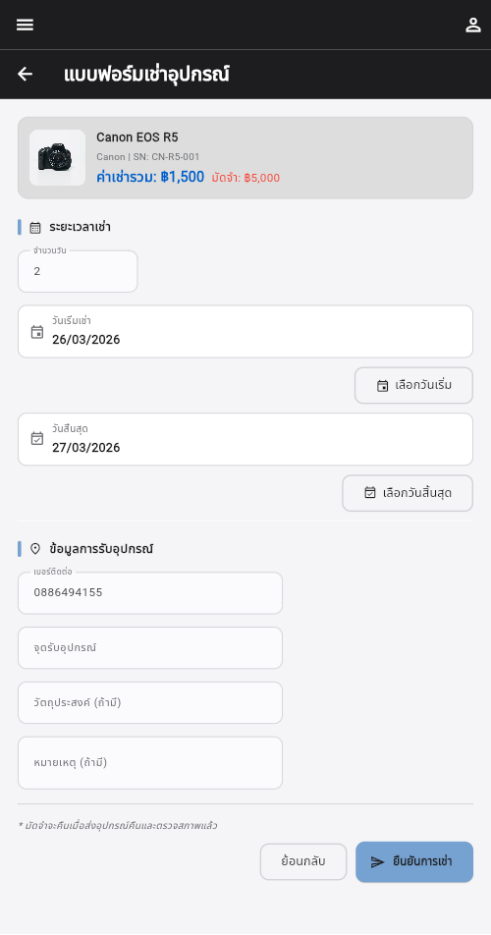 แบบฟอร์มเช่าอุปกรณ์
Canon EOS R5
Canon | SN: CN-R5-001
ค่าเช่ารวม: ฿1,500 มัดจำ: ฿5,000
ระยะเวลาเช่า
จำนวนวัน
2
วันเริ่มเช่า
26/03/2026
เลือกวันเริ่ม
วันสิ้นสุด
27/03/2026
เลือกวันสิ้นสุด
ข้อมูลการรับอุปกรณ์
เบอร์ติดต่อ
0886494155
จุดรับอุปกรณ์
วัตถุประสงค์ (ถ้ามี)
หมายเหตุ (ถ้ามี)
* มัดจำจะคืนเมื่อส่งอุปกรณ์คืนและตรวจสภาพแล้ว
ย้อนกลับ
ยืนยันการเช่า